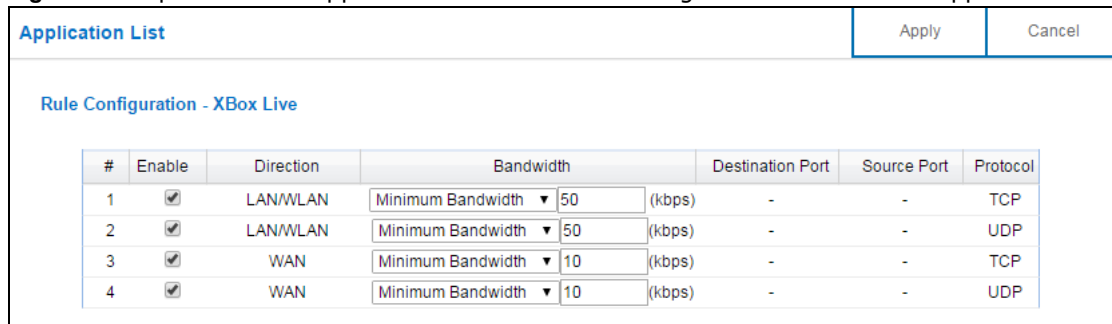 Application List Apply Cancel
Rule Configuration - XBox Live
# Enable Direction Bandwidth Destination Port Source Port Protocol
1 LAN/WLAN Minimum Bandwidth ▼ 50 (kbps) - - TCP
2 LAN/WLAN Minimum Bandwidth ▼ 50 (kbps) - - UDP
3 WAN Minimum Bandwidth ▼ 10 (kbps) - - TCP
4 WAN Minimum Bandwidth ▼ 10 (kbps) - - UDP